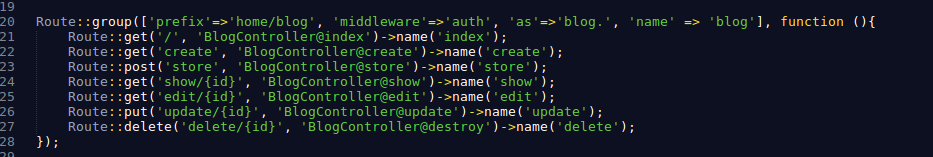 19
20 Route::group(['prefix'=>'home/blog', 'middleware'=>'auth', 'as'=>'blog.', 'name' => 'blog'], function (){
21 Route::get('/', 'BlogController@index')->name('index');
22 Route::get('create', 'BlogController@create')->name('create');
23 Route::post('store', 'BlogController@store')->name('store');
24 Route::get('show/{id}', 'BlogController@show')->name('show');
25 Route::get('edit/{id}', 'BlogController@edit')->name('edit');
26 Route::put('update/{id}', 'BlogController@update')->name('update');
27 Route::delete('delete/{id}', 'BlogController@destroy')->name('delete');
28 });
29